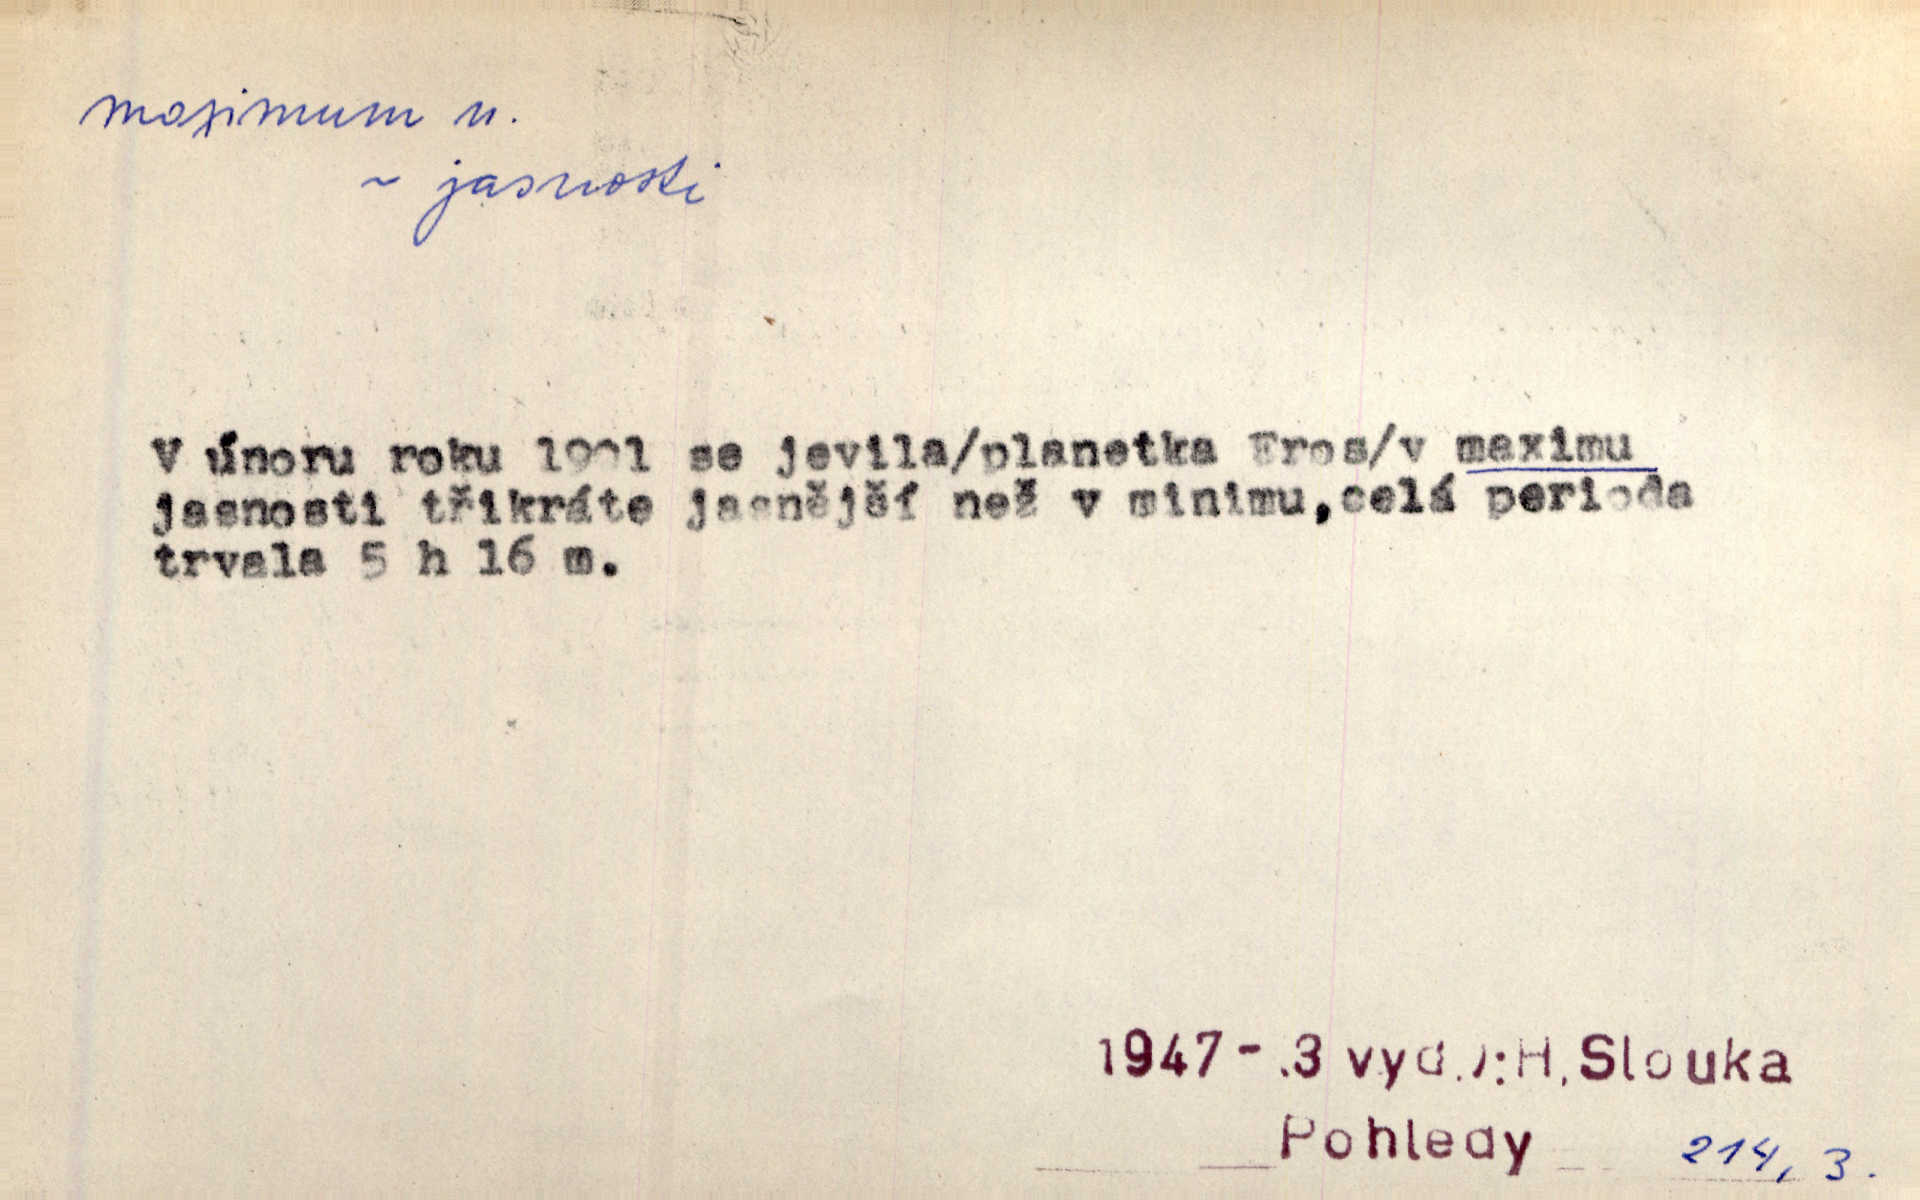 maximum n.
~ jasnosti
V únoru roku 1901 se jevila/planetka Eros/v maximu
jasnosti třikráte jasnější než v minimu,celá perioda
trvala 5 h 16 m.
1947 - .3 vyd.):H. Slouka
Pohledy 214, 3.